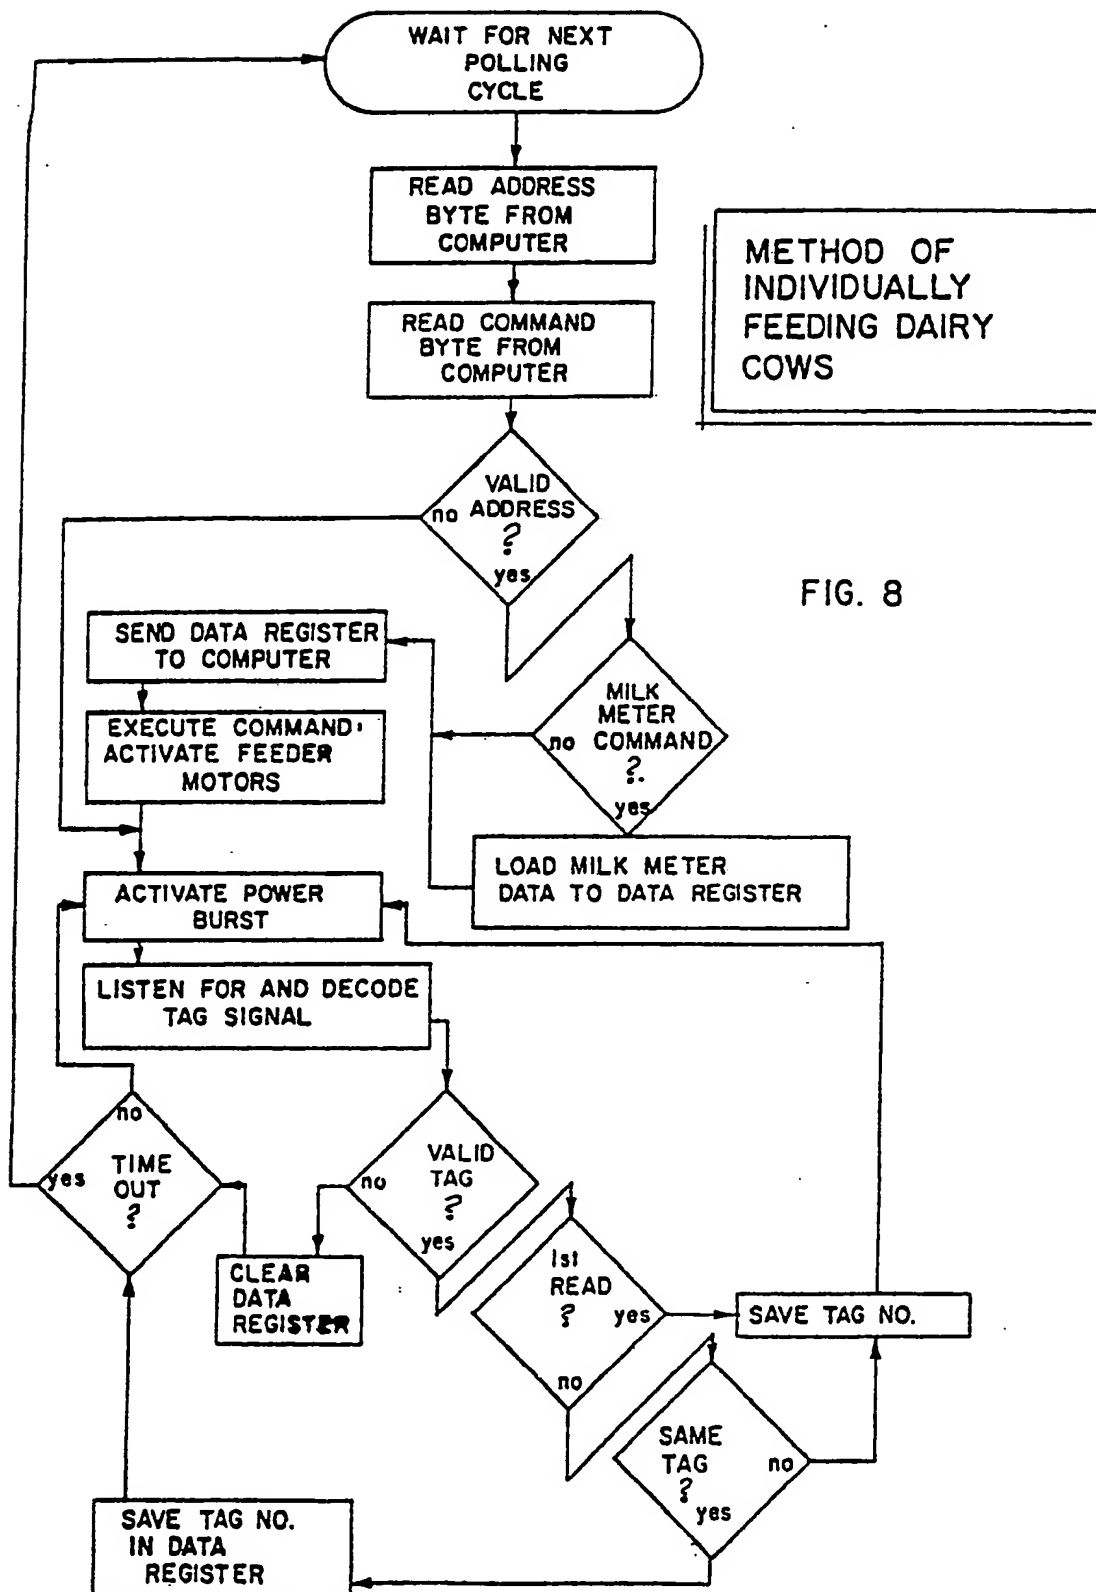 WAIT FOR NEXT
POLLING
CYCLE
READ ADDRESS
BYTE FROM
COMPUTER
METHOD OF
INDIVIDUALLY
FEEDING DAIRY
COWS
READ COMMAND
BYTE FROM
COMPUTER
VALID
no ADDRESS
?
yes
FIG. 8
SEND DATA REGISTER
TO COMPUTER
MILK
METER
COMMAND
no
?.
yes
EXECUTE COMMAND:
ACTIVATE FEEDER
MOTORS
LOAD MILK METER
DATA TO DATA REGISTER
ACTIVATE POWER
BURST
LISTEN FOR AND DECODE
TAG SIGNAL
no
TIME
yes
OUT
?
VALID
TAG
no
?
yes
CLEAR
DATA
REGISTER
1st
READ
?
yes
no
SAVE TAG NO.
SAME
TAG
no
?
yes
SAVE TAG NO.
IN DATA
REGISTER